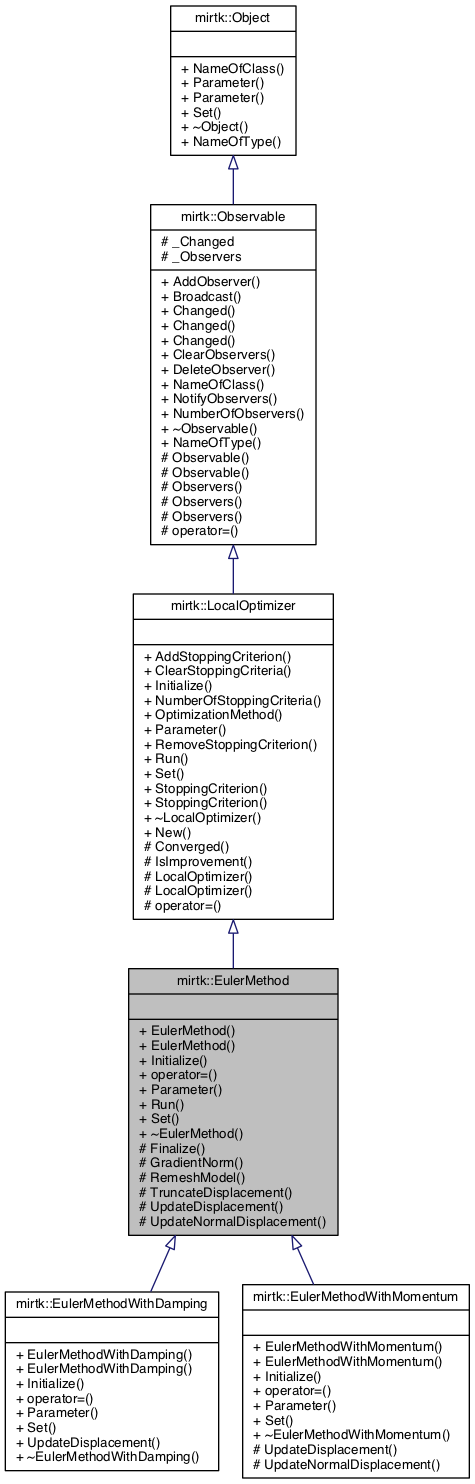 mirtk::Object
+ NameOfClass()
+ Parameter()
+ Parameter()
+ Set()
+ ~Object()
+ NameOfType()
mirtk::Observable
# _Changed
# _Observers
+ AddObserver()
+ Broadcast()
+ Changed()
+ Changed()
+ Changed()
+ ClearObservers()
+ DeleteObserver()
+ NameOfClass()
+ NotifyObservers()
+ NumberOfObservers()
+ ~Observable()
+ NameOfType()
# Observable()
# Observable()
# Observers()
# Observers()
# Observers()
# operator=()
mirtk::LocalOptimizer
+ AddStoppingCriterion()
+ ClearStoppingCriteria()
+ Initialize()
+ NumberOfStoppingCriteria()
+ OptimizationMethod()
+ Parameter()
+ RemoveStoppingCriterion()
+ Run()
+ Set()
+ StoppingCriterion()
+ StoppingCriterion()
+ ~LocalOptimizer()
+ New()
# Converged()
# IsImprovement()
# LocalOptimizer()
# LocalOptimizer()
# operator=()
mirtk::EulerMethod
+ EulerMethod()
+ EulerMethod()
+ Initialize()
+ operator=()
+ Parameter()
+ Run()
+ Set()
+ ~EulerMethod()
# Finalize()
# GradientNorm()
# RemeshModel()
# TruncateDisplacement()
# UpdateDisplacement()
# UpdateNormalDisplacement()
mirtk::EulerMethodWithDamping
+ EulerMethodWithDamping()
+ EulerMethodWithDamping()
+ Initialize()
+ operator=()
+ Parameter()
+ Set()
+ UpdateDisplacement()
+ ~EulerMethodWithDamping()
mirtk::EulerMethodWithMomentum
+ EulerMethodWithMomentum()
+ EulerMethodWithMomentum()
+ Initialize()
+ operator=()
+ Parameter()
+ Set()
+ ~EulerMethodWithMomentum()
# UpdateDisplacement()
# UpdateNormalDisplacement()